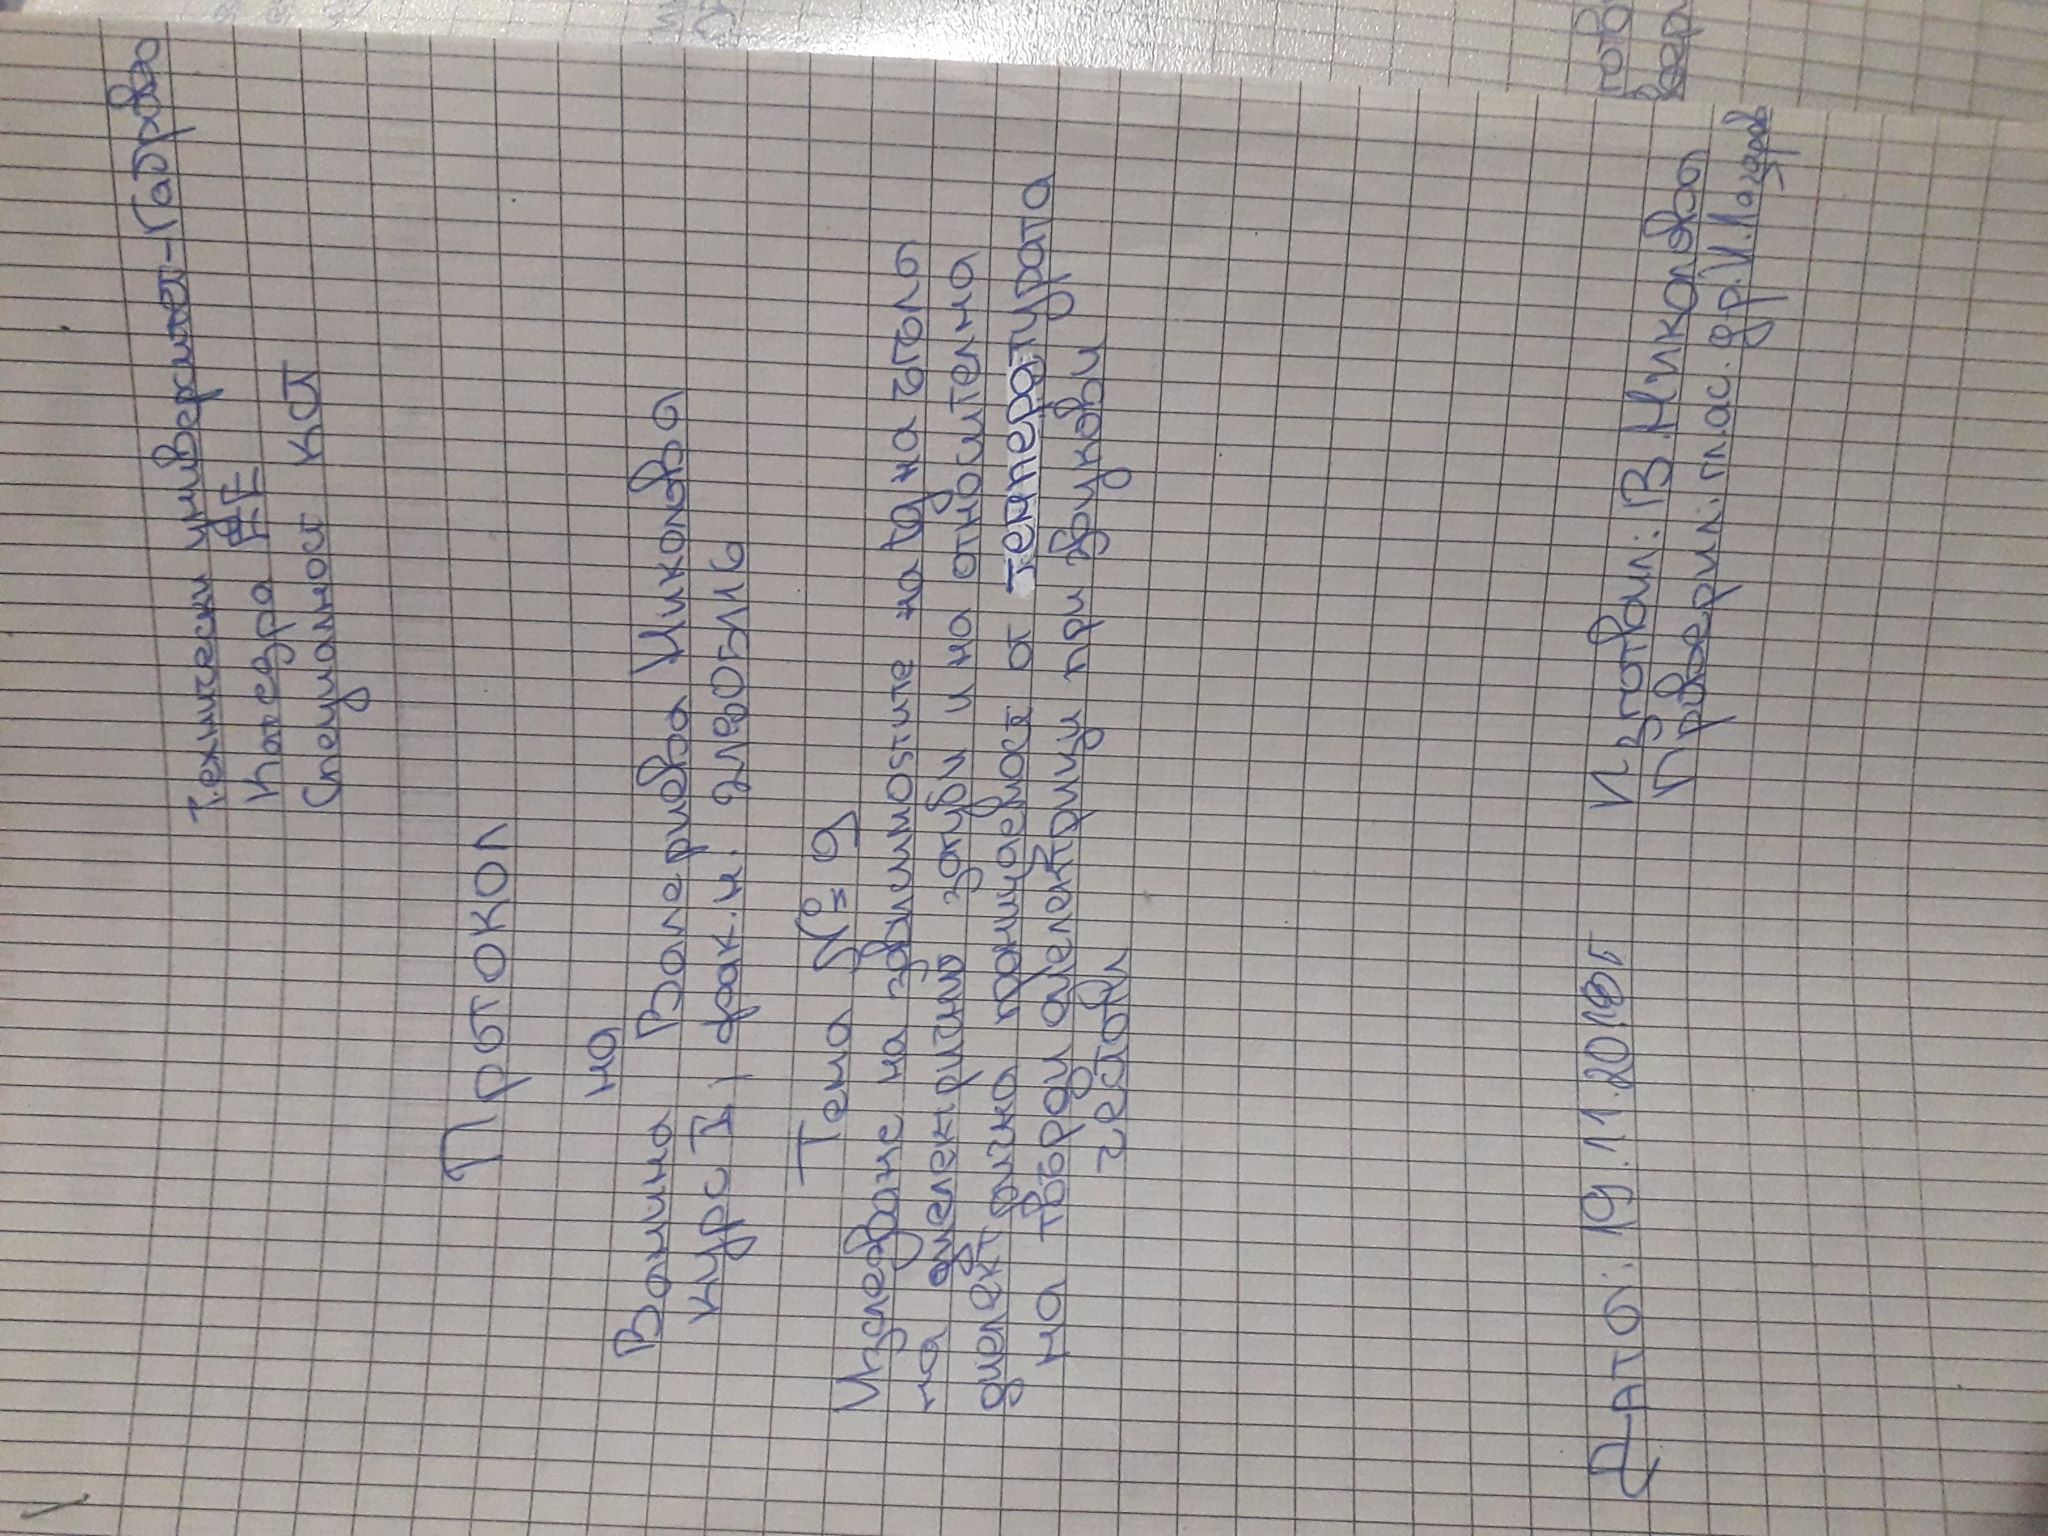 Технически университет-Габрово
Катедра ЕЕ
Специалност КСТ
Протокол
на
Ванина Валериева Николова
курс I, фак.н.
Тема № 9
Изследване на зависимостите на tg на ъгъла
на диелектрични загуби и на относителна
диелектрична проницаемост от температурата
на твърди диелектрици при звукови
честоти
Дата: 19.11.2018г
Изготвил: В.Николова
Проверил: гл.ас. др. И. Лазаров